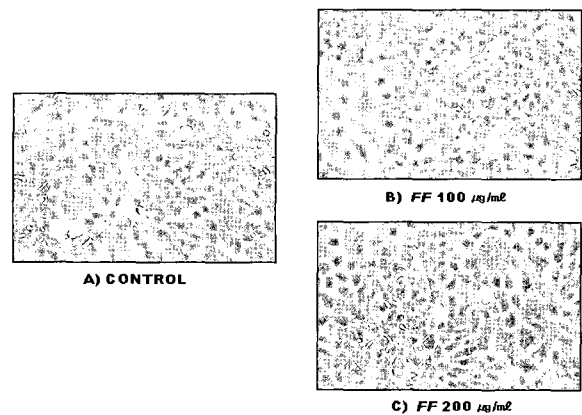 A) CONTROL
B) FF 100 μg/mℓ
C) FF 200 μg/mℓ